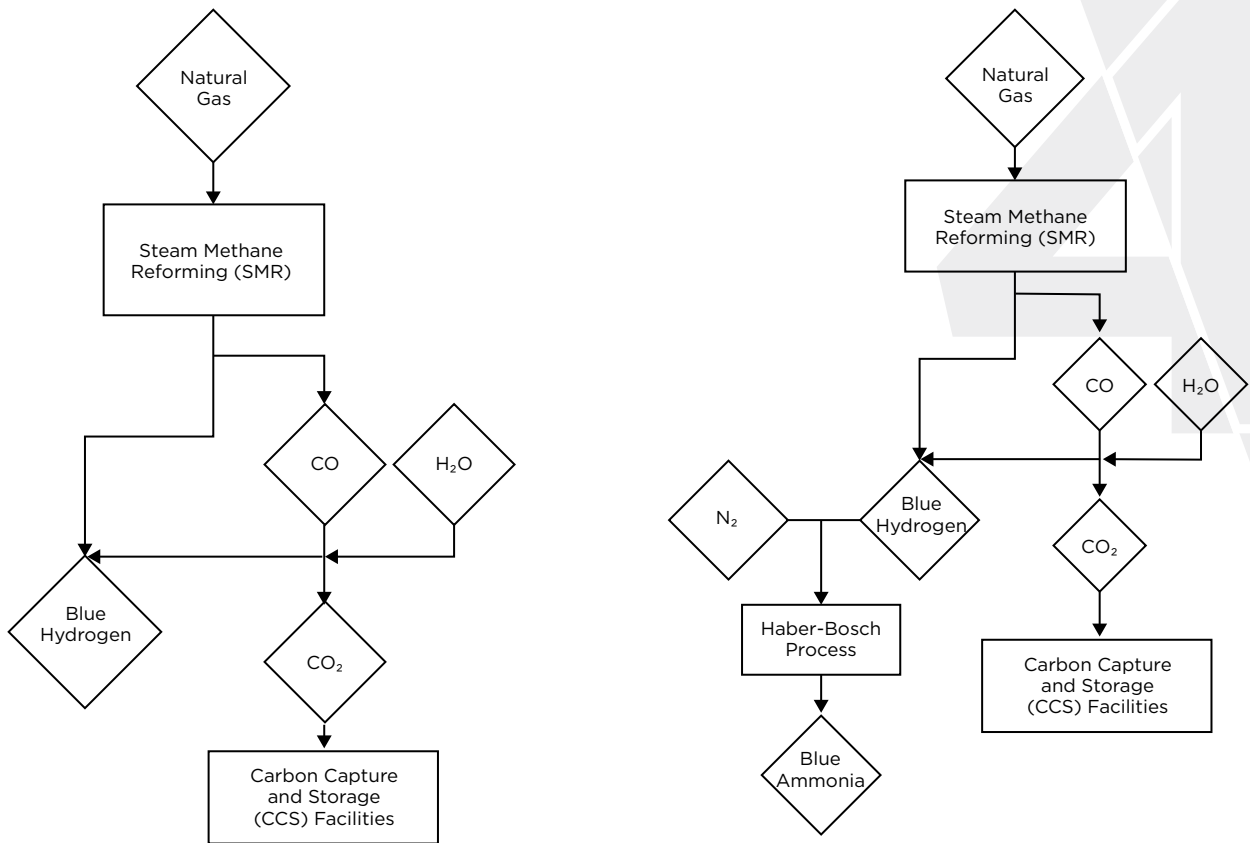 Natural
Gas
Steam Methane
Reforming (SMR)
CO
H₂O
Blue
Hydrogen
CO₂
Carbon Capture
and Storage
(CCS) Facilities
Natural
Gas
Steam Methane
Reforming (SMR)
CO
H₂O
N₂
Blue
Hydrogen
CO₂
Haber-Bosch
Process
Carbon Capture
and Storage
(CCS) Facilities
Blue
Ammonia